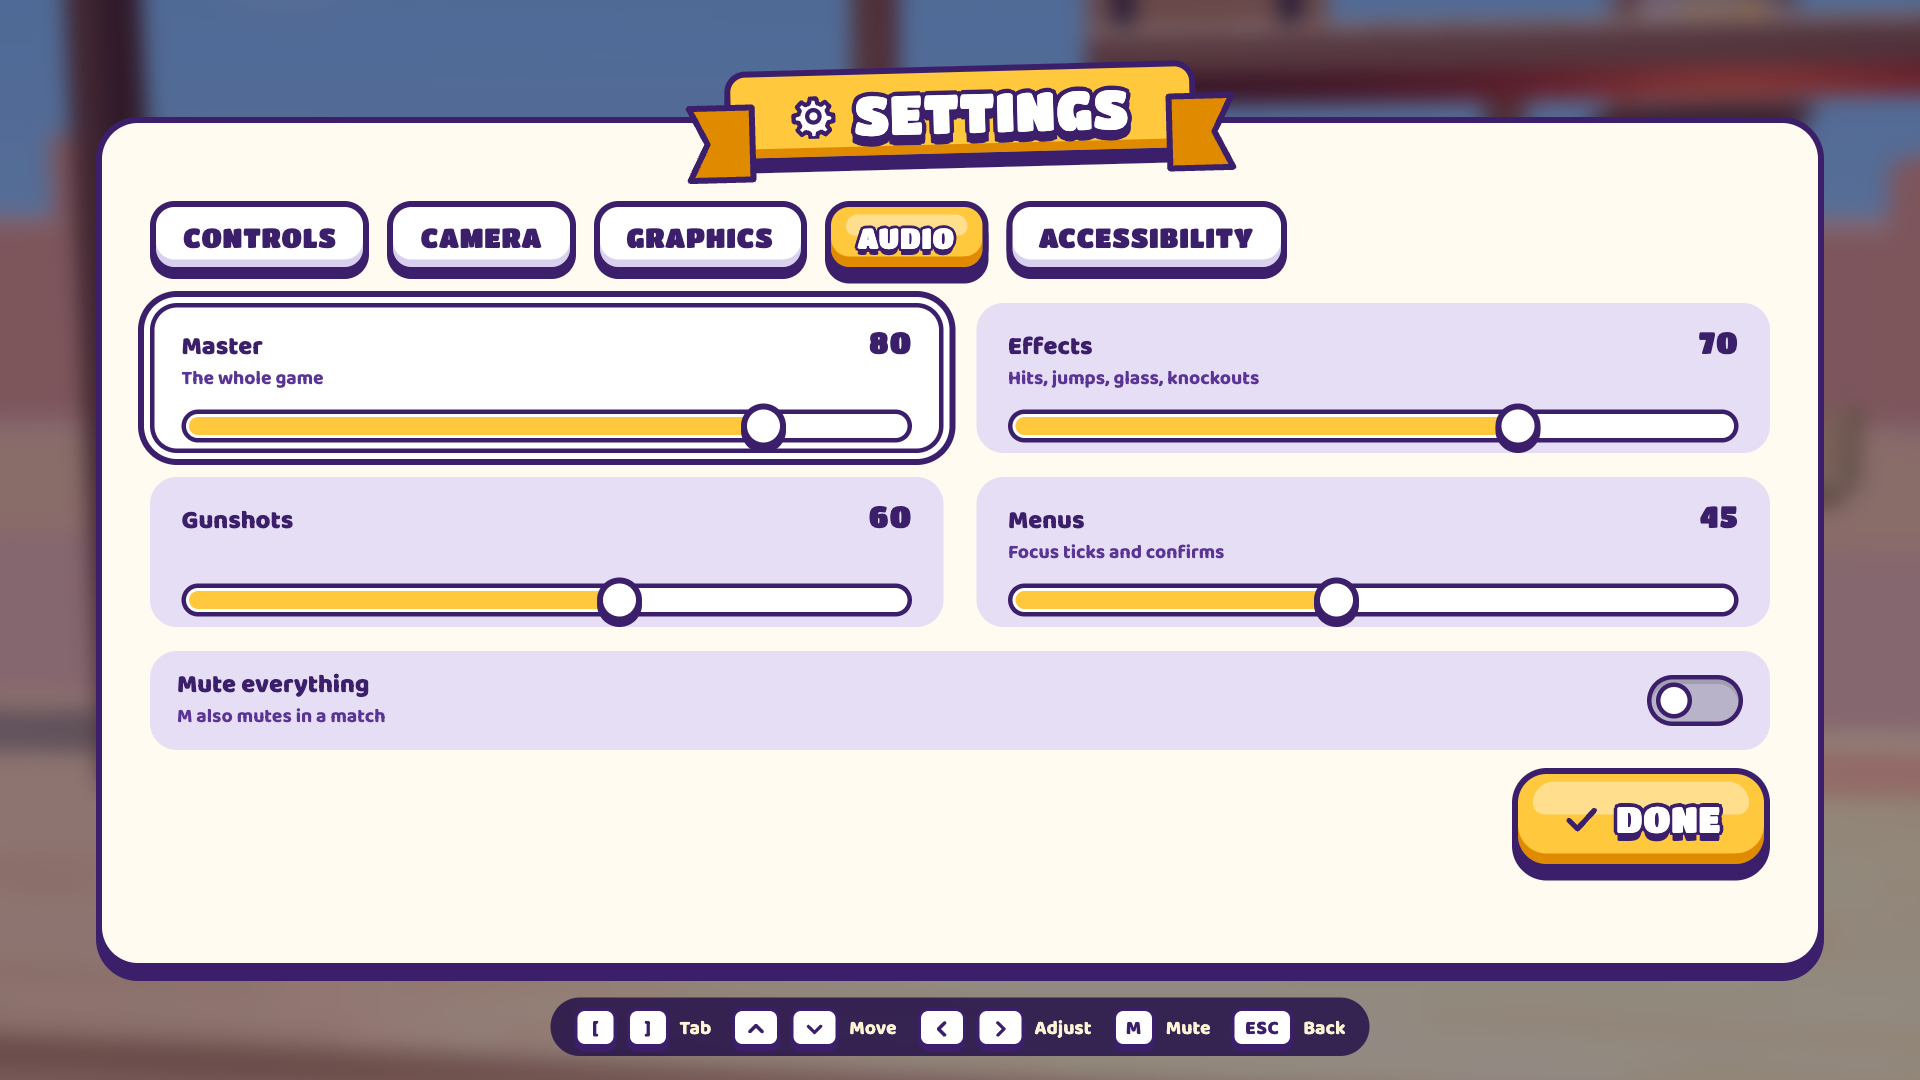 SETTINGS
CONTROLS CAMERA GRAPHICS AUDIO ACCESSIBILITY
Master 80
The whole game
Effects 70
Hits, jumps, glass, knockouts
Gunshots 60
Menus 45
Focus ticks and confirms
Mute everything
M also mutes in a match
DONE
[ ] Tab Move Adjust M Mute ESC Back